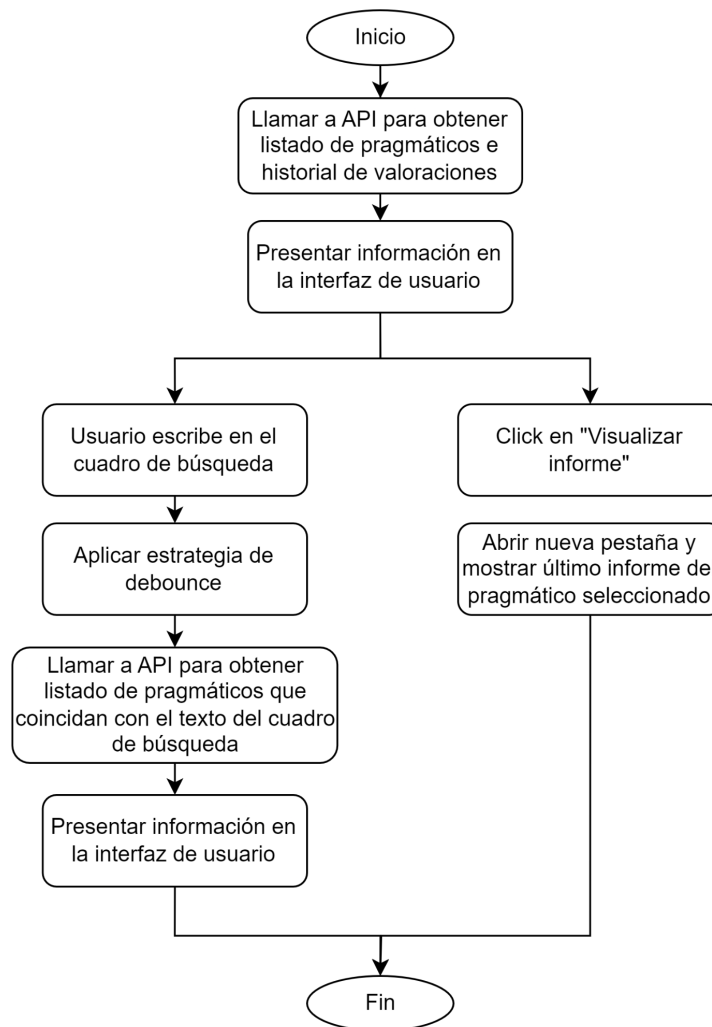 Inicio
Llamar a API para obtener
listado de pragmáticos e
historial de valoraciones
Presentar información en
la interfaz de usuario
Usuario escribe en el
cuadro de búsqueda
Aplicar estrategia de
debounce
Llamar a API para obtener
listado de pragmáticos que
coincidan con el texto del cuadro
de búsqueda
Presentar información en
la interfaz de usuario
Click en "Visualizar
informe"
Abrir nueva pestaña y
mostrar último informe de
pragmático seleccionado
Fin